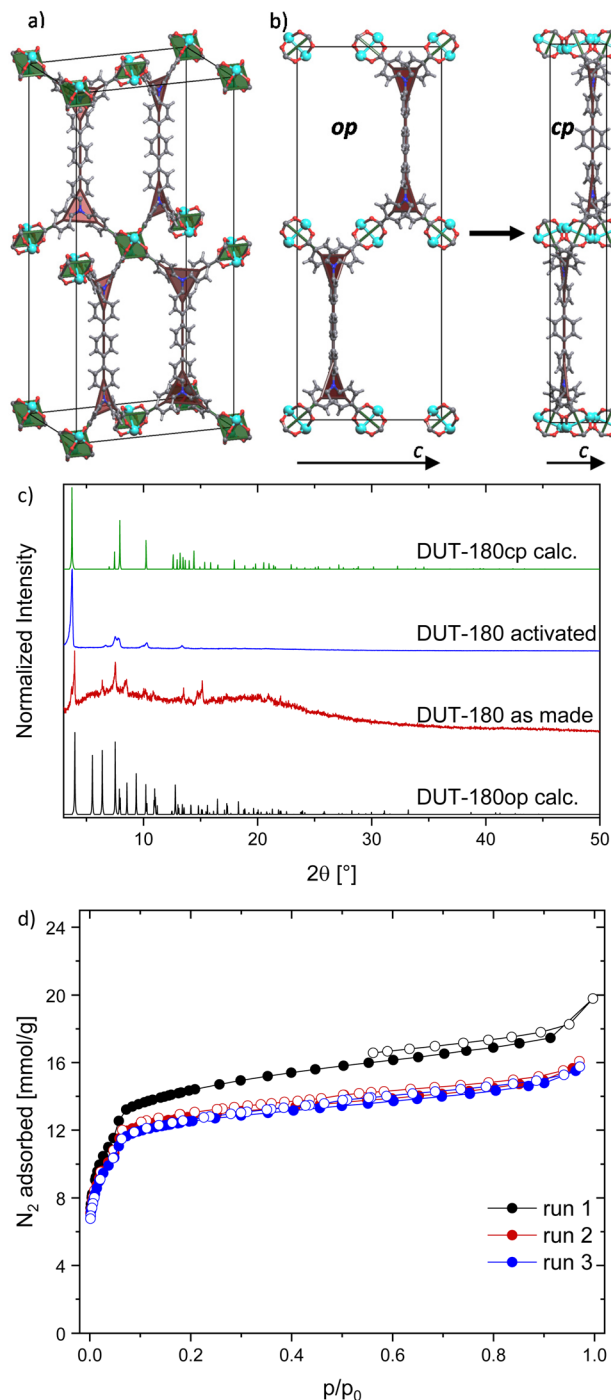 a)
b)
op
cp
c
c
c)
Normalized Intensity
DUT-180cp calc.
DUT-180 activated
DUT-180 as made
DUT-180op calc.
10 20 30 40 50
2θ [°]
d)
N2 adsorbed [mmol/g]
24
20
16
12
8
4
0
run 1
run 2
run 3
0.0 0.2 0.4 0.6 0.8 1.0
p/p0